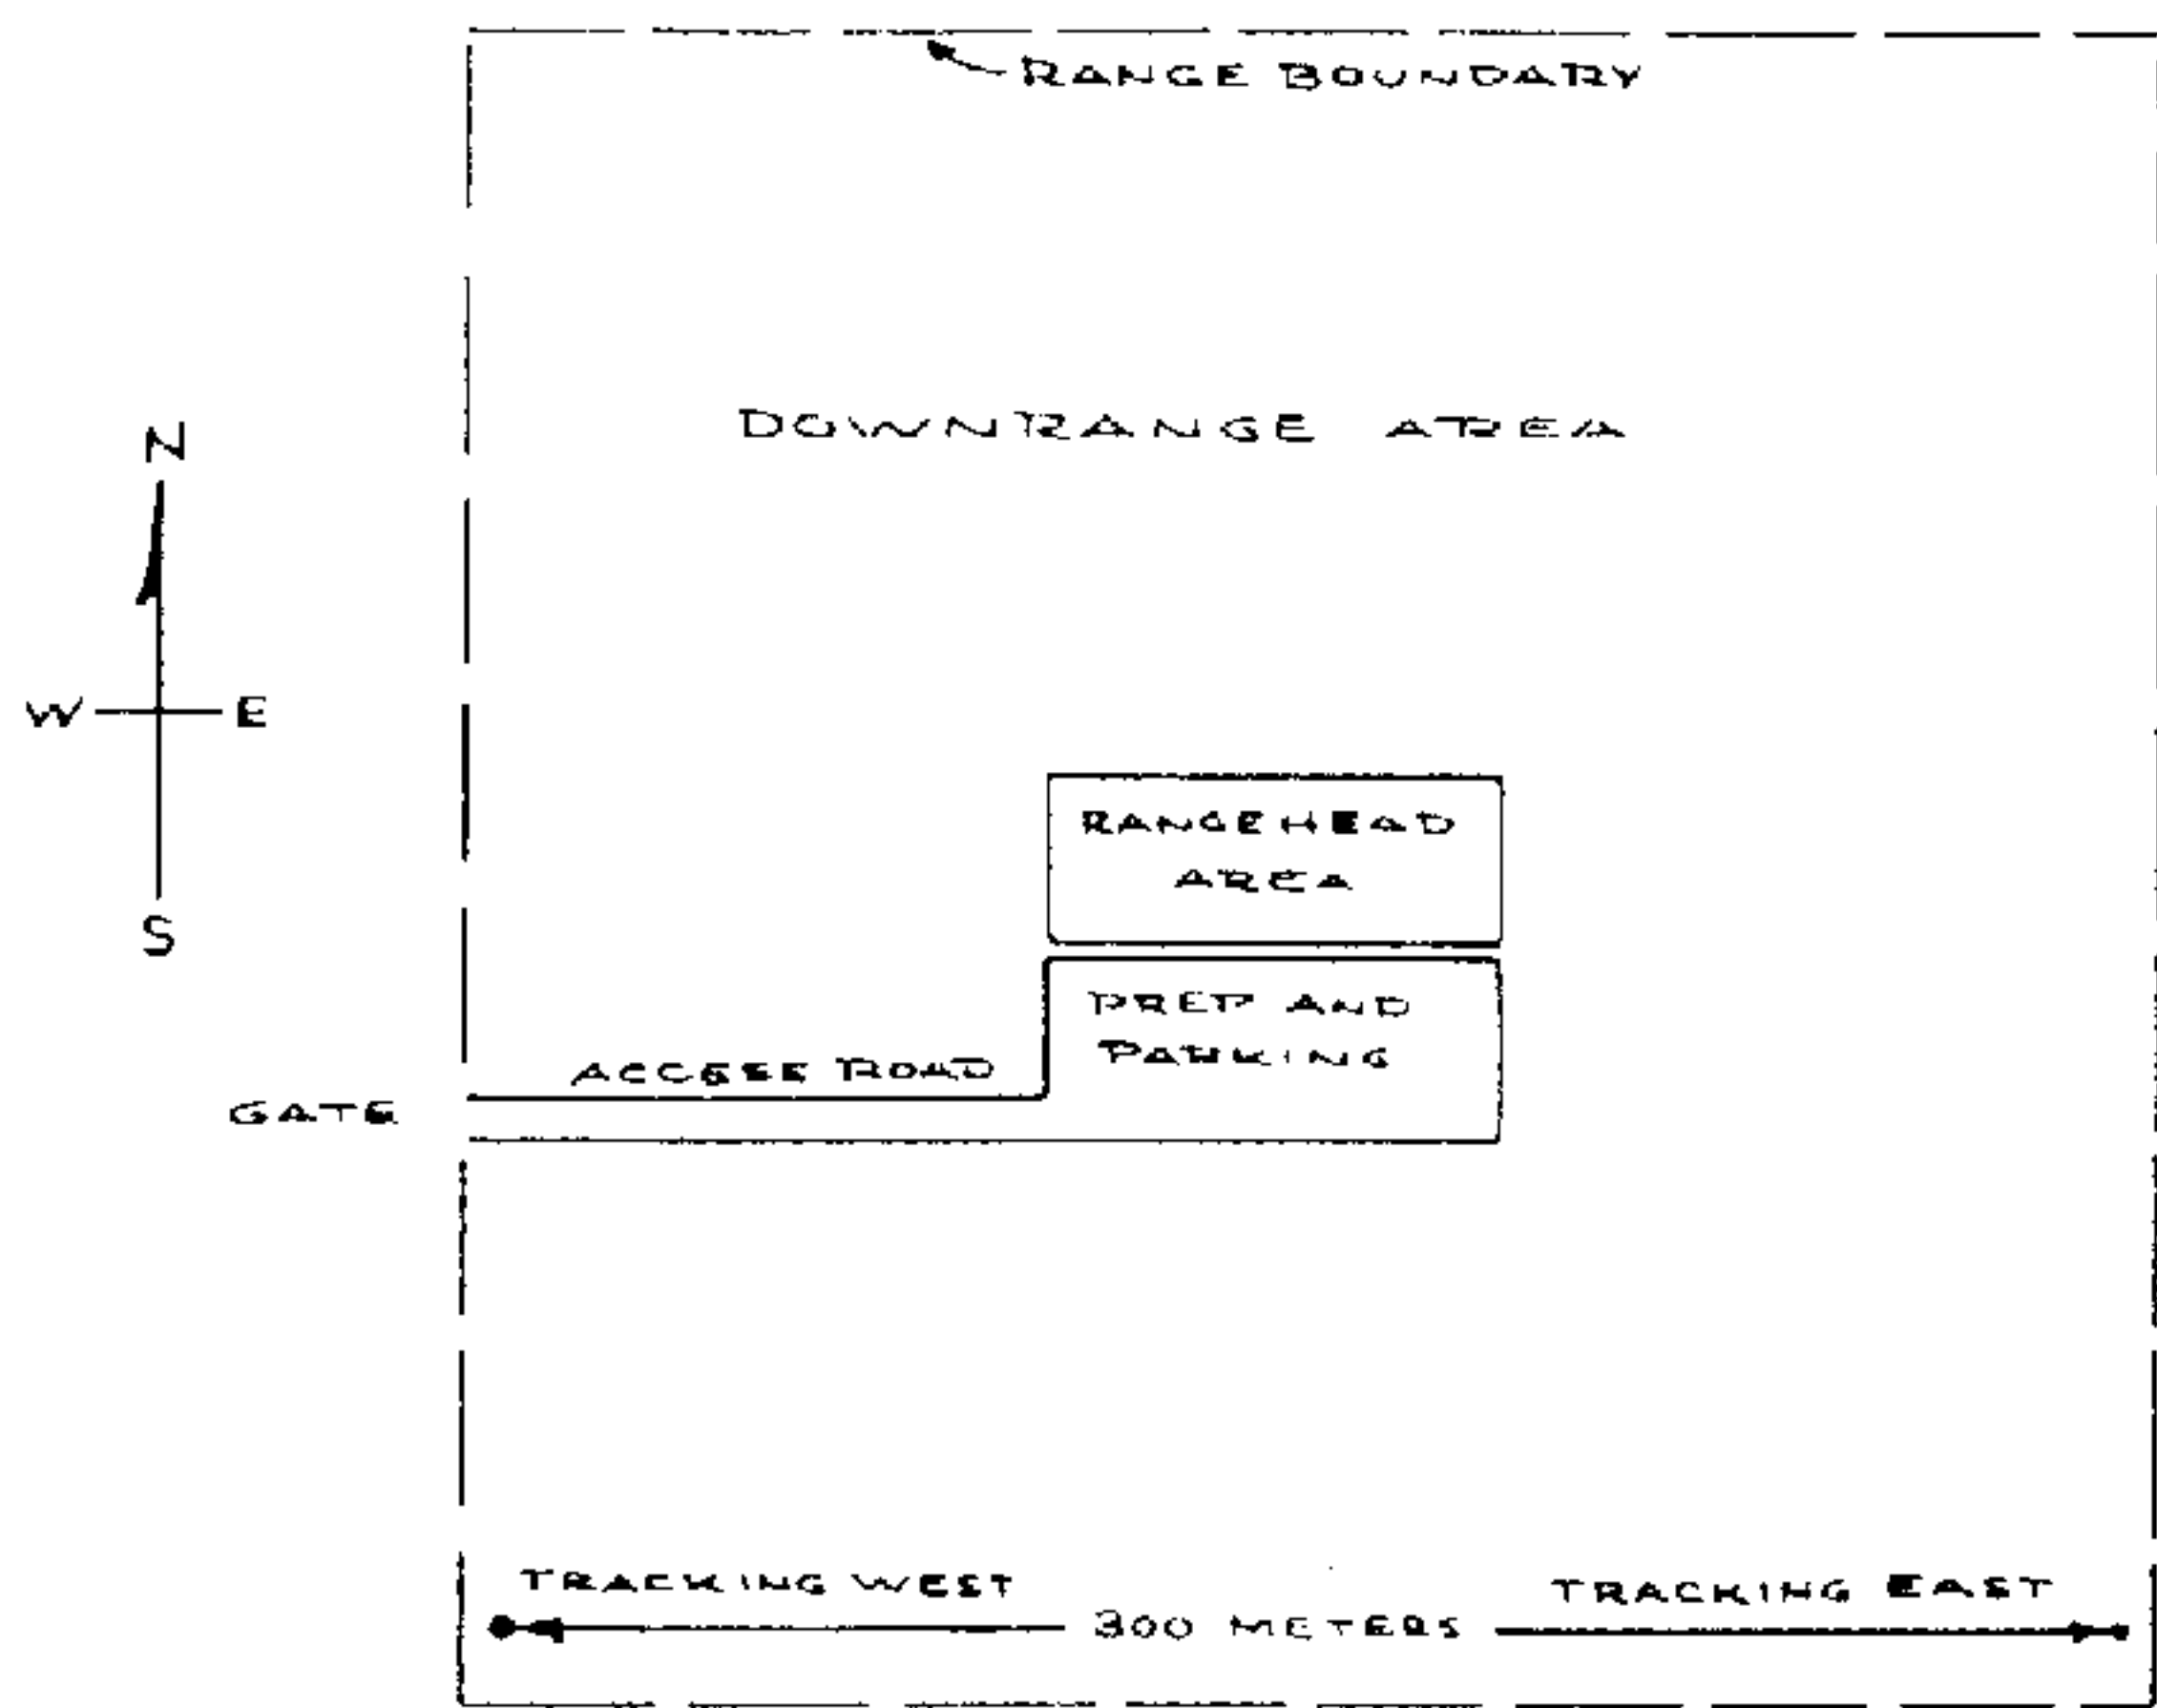 RANGE BOUNDARY
DOWNRANGE AREA
N
W E
S
RANGEHEAD
AREA
PREP AND
PARKING
ACCESS ROAD
GATE
TRACKING WEST
TRACKING EAST
300 METERS